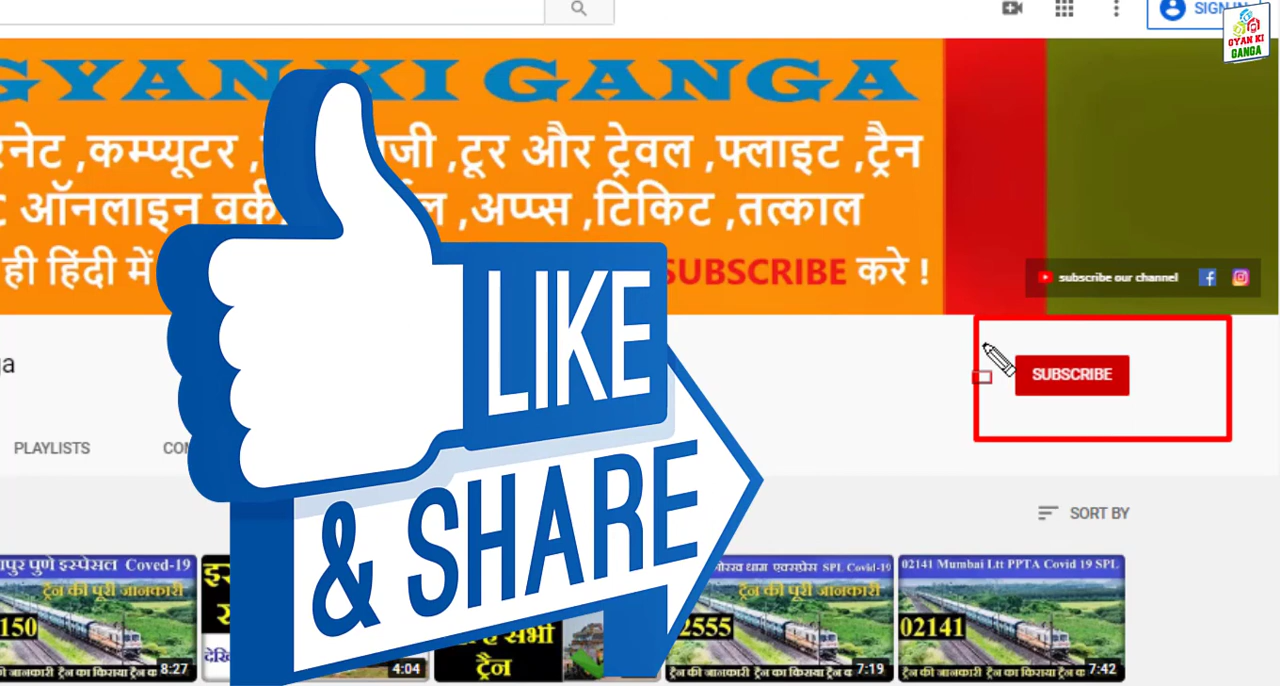 SIGN IN
GYAN KI
GANGA
GYAN KI GANGA
,कम्प्यूटर ,टूर और ट्रेवल ,फ्लाइट ,ट्रैन
ऑनलाइन ,अप्प्स ,टिकिट ,तत्काल
ही हिंदी में SUBSCRIBE करे !
subscribe our channel
SUBSCRIBE
PLAYLISTS
LIKE
& SHARE
SORT BY
पुणे इस्पेसल Coved-19
ट्रैन की पूरी जानकारी
150
8:27
4:04
सभी
ट्रैन
गोरख धाम एक्सप्रेस SPL Covid-19
ट्रैन की पूरी जानकारी
2555
की जानकारी ट्रैन का किराया ट्रैन क
7:19
02141 Mumbai Ltt PPTA Covid 19 SPL
02141
ट्रैन की जानकारी ट्रैन का किराया ट्रैन क
7:42